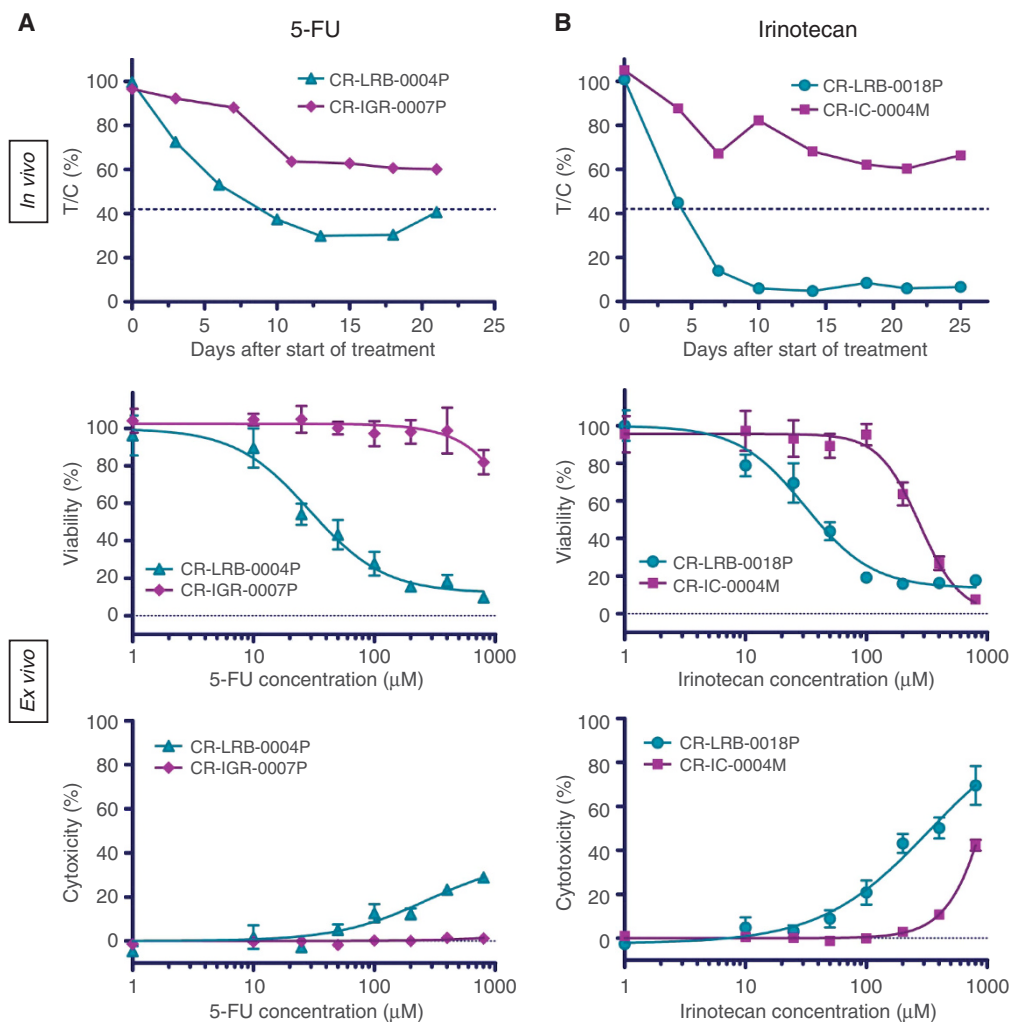 A
5-FU
B
Irinotecan
In vivo
T/C (%)
100
80
60
40
20
0
CR-LRB-0004P
CR-IGR-0007P
0 5 10 15 20 25
Days after start of treatment
T/C (%)
100
80
60
40
20
0
CR-LRB-0018P
CR-IC-0004M
0 5 10 15 20 25
Days after start of treatment
Ex vivo
Viability (%)
100
80
60
40
20
0
CR-LRB-0004P
CR-IGR-0007P
1 10 100 1000
5-FU concentration (μM)
Viability (%)
100
80
60
40
20
0
CR-LRB-0018P
CR-IC-0004M
1 10 100 1000
Irinotecan concentration (μM)
Cytoxicity (%)
100
80
60
40
20
0
CR-LRB-0004P
CR-IGR-0007P
1 10 100 1000
5-FU concentration (μM)
Cytotoxicity (%)
100
80
60
40
20
0
CR-LRB-0018P
CR-IC-0004M
1 10 100 1000
Irinotecan concentration (μM)